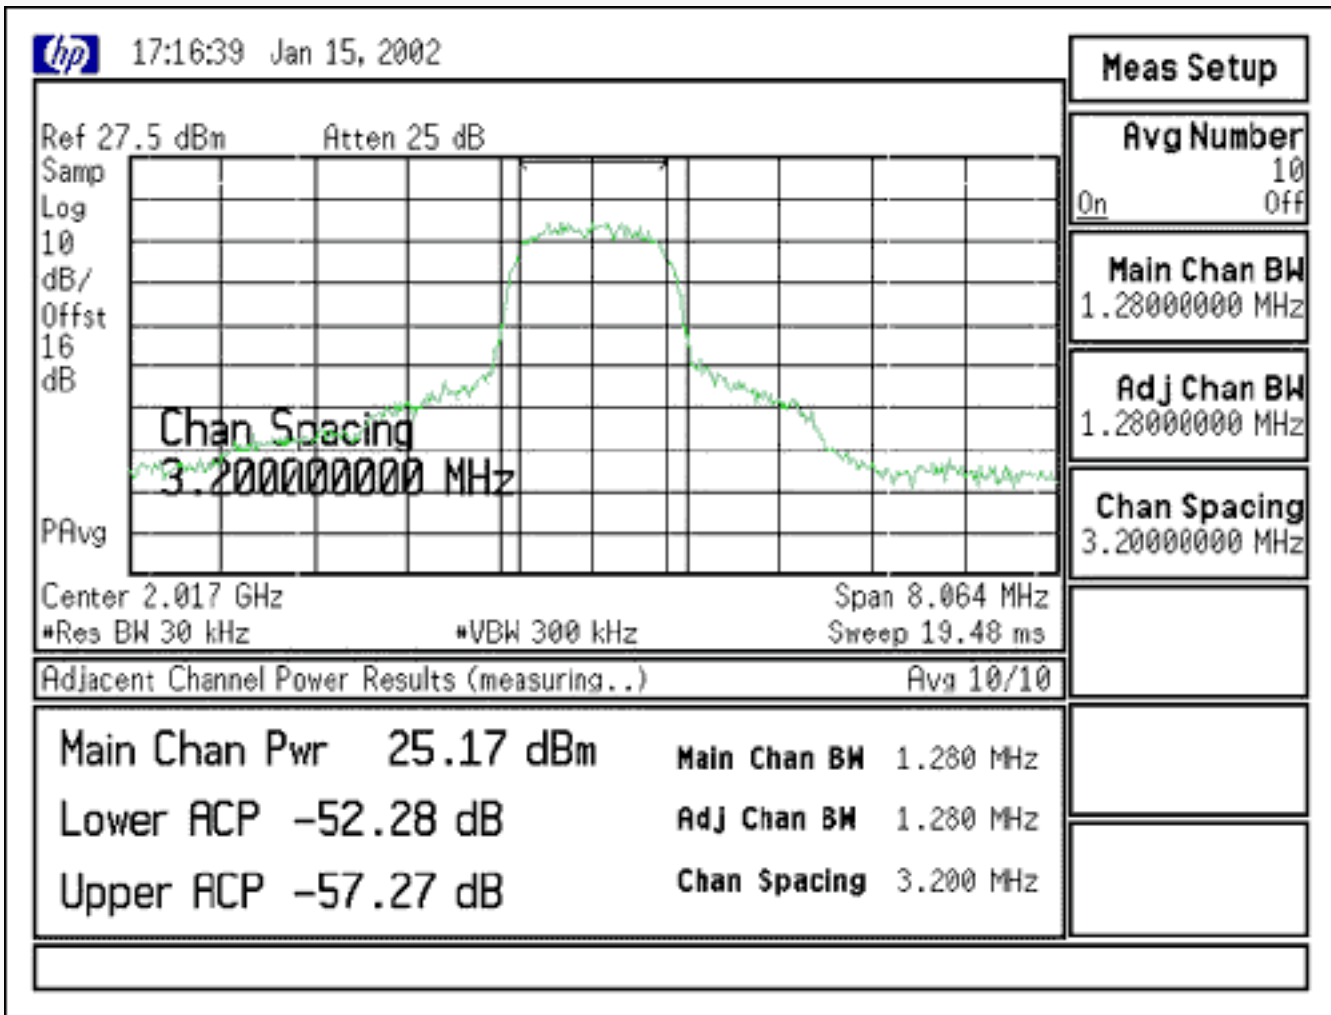 hp 17:16:39 Jan 15, 2002
Meas Setup
Ref 27.5 dBm Atten 25 dB
Samp
Log
10
dB/
Offst
16
dB
PAvg
Chan Spacing
3.200000000 MHz
Center 2.017 GHz Span 8.064 MHz
#Res BW 30 kHz #VBW 300 kHz Sweep 19.48 ms
Adjacent Channel Power Results (measuring..) Avg 10/10
Main Chan Pwr 25.17 dBm
Lower ACP -52.28 dB
Upper ACP -57.27 dB
Main Chan BW 1.280 MHz
Adj Chan BW 1.280 MHz
Chan Spacing 3.200 MHz
Avg Number
10
On Off
Main Chan BW
1.28000000 MHz
Adj Chan BW
1.28000000 MHz
Chan Spacing
3.20000000 MHz